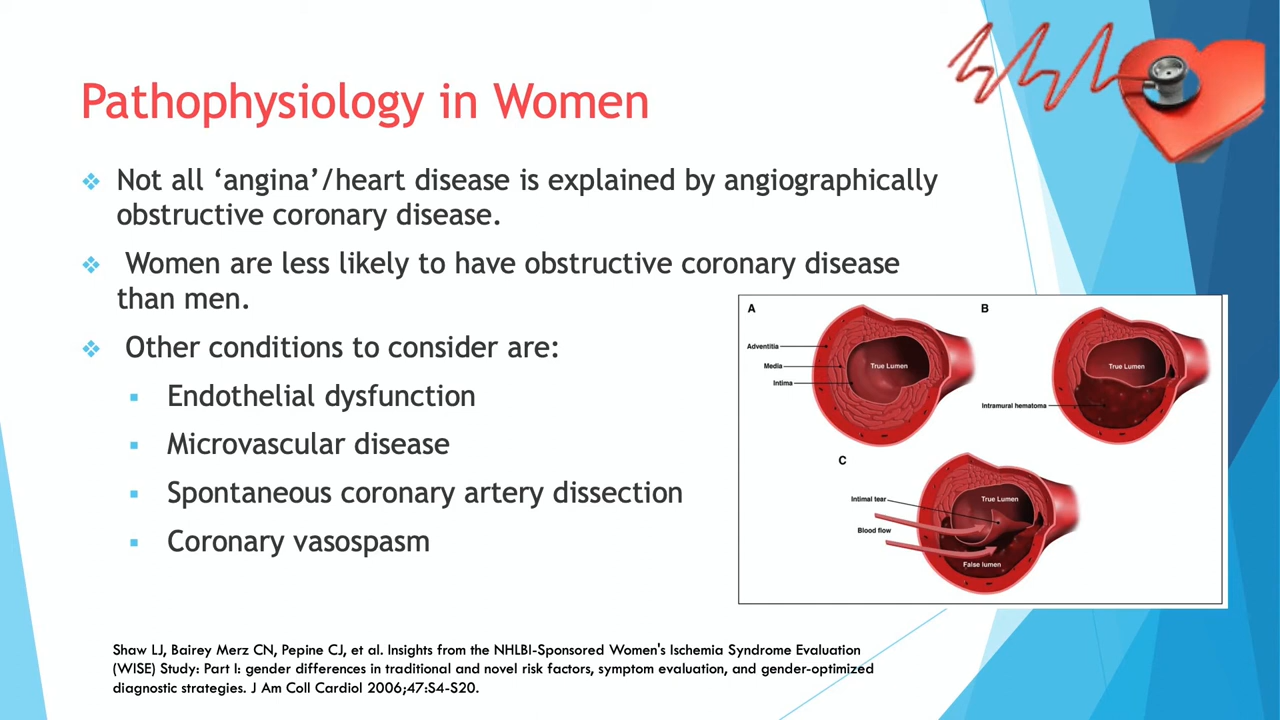 Pathophysiology in Women
Not all ‘angina’/heart disease is explained by angiographically
obstructive coronary disease.
Women are less likely to have obstructive coronary disease
than men.
Other conditions to consider are:
Endothelial dysfunction
Microvascular disease
Spontaneous coronary artery dissection
Coronary vasospasm
A
Adventitia
Media
Intima
True Lumen
B
True Lumen
Intramural hematoma
C
Intimal tear
True Lumen
Blood flow
False lumen
Shaw LJ, Bairey Merz CN, Pepine CJ, et al. Insights from the NHLBI-Sponsored Women's Ischemia Syndrome Evaluation
(WISE) Study: Part I: gender differences in traditional and novel risk factors, symptom evaluation, and gender-optimized
diagnostic strategies. J Am Coll Cardiol 2006;47:S4-S20.